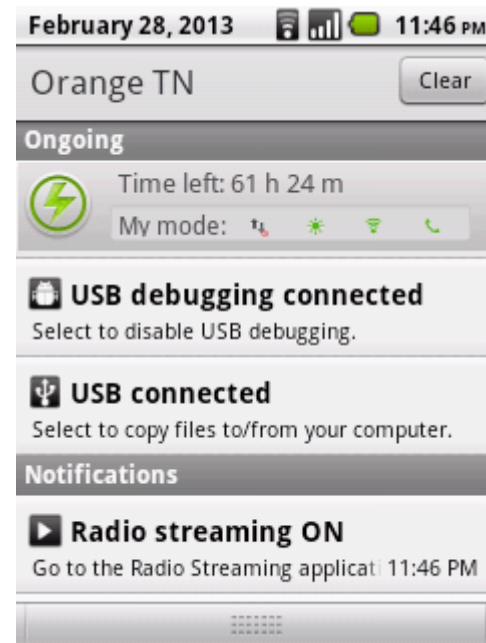 February 28, 2013 11:46 PM
Orange TN Clear
Ongoing
Time left: 61 h 24 m
My mode:
USB debugging connected
Select to disable USB debugging.
USB connected
Select to copy files to/from your computer.
Notifications
Radio streaming ON
Go to the Radio Streaming applicati 11:46 PM